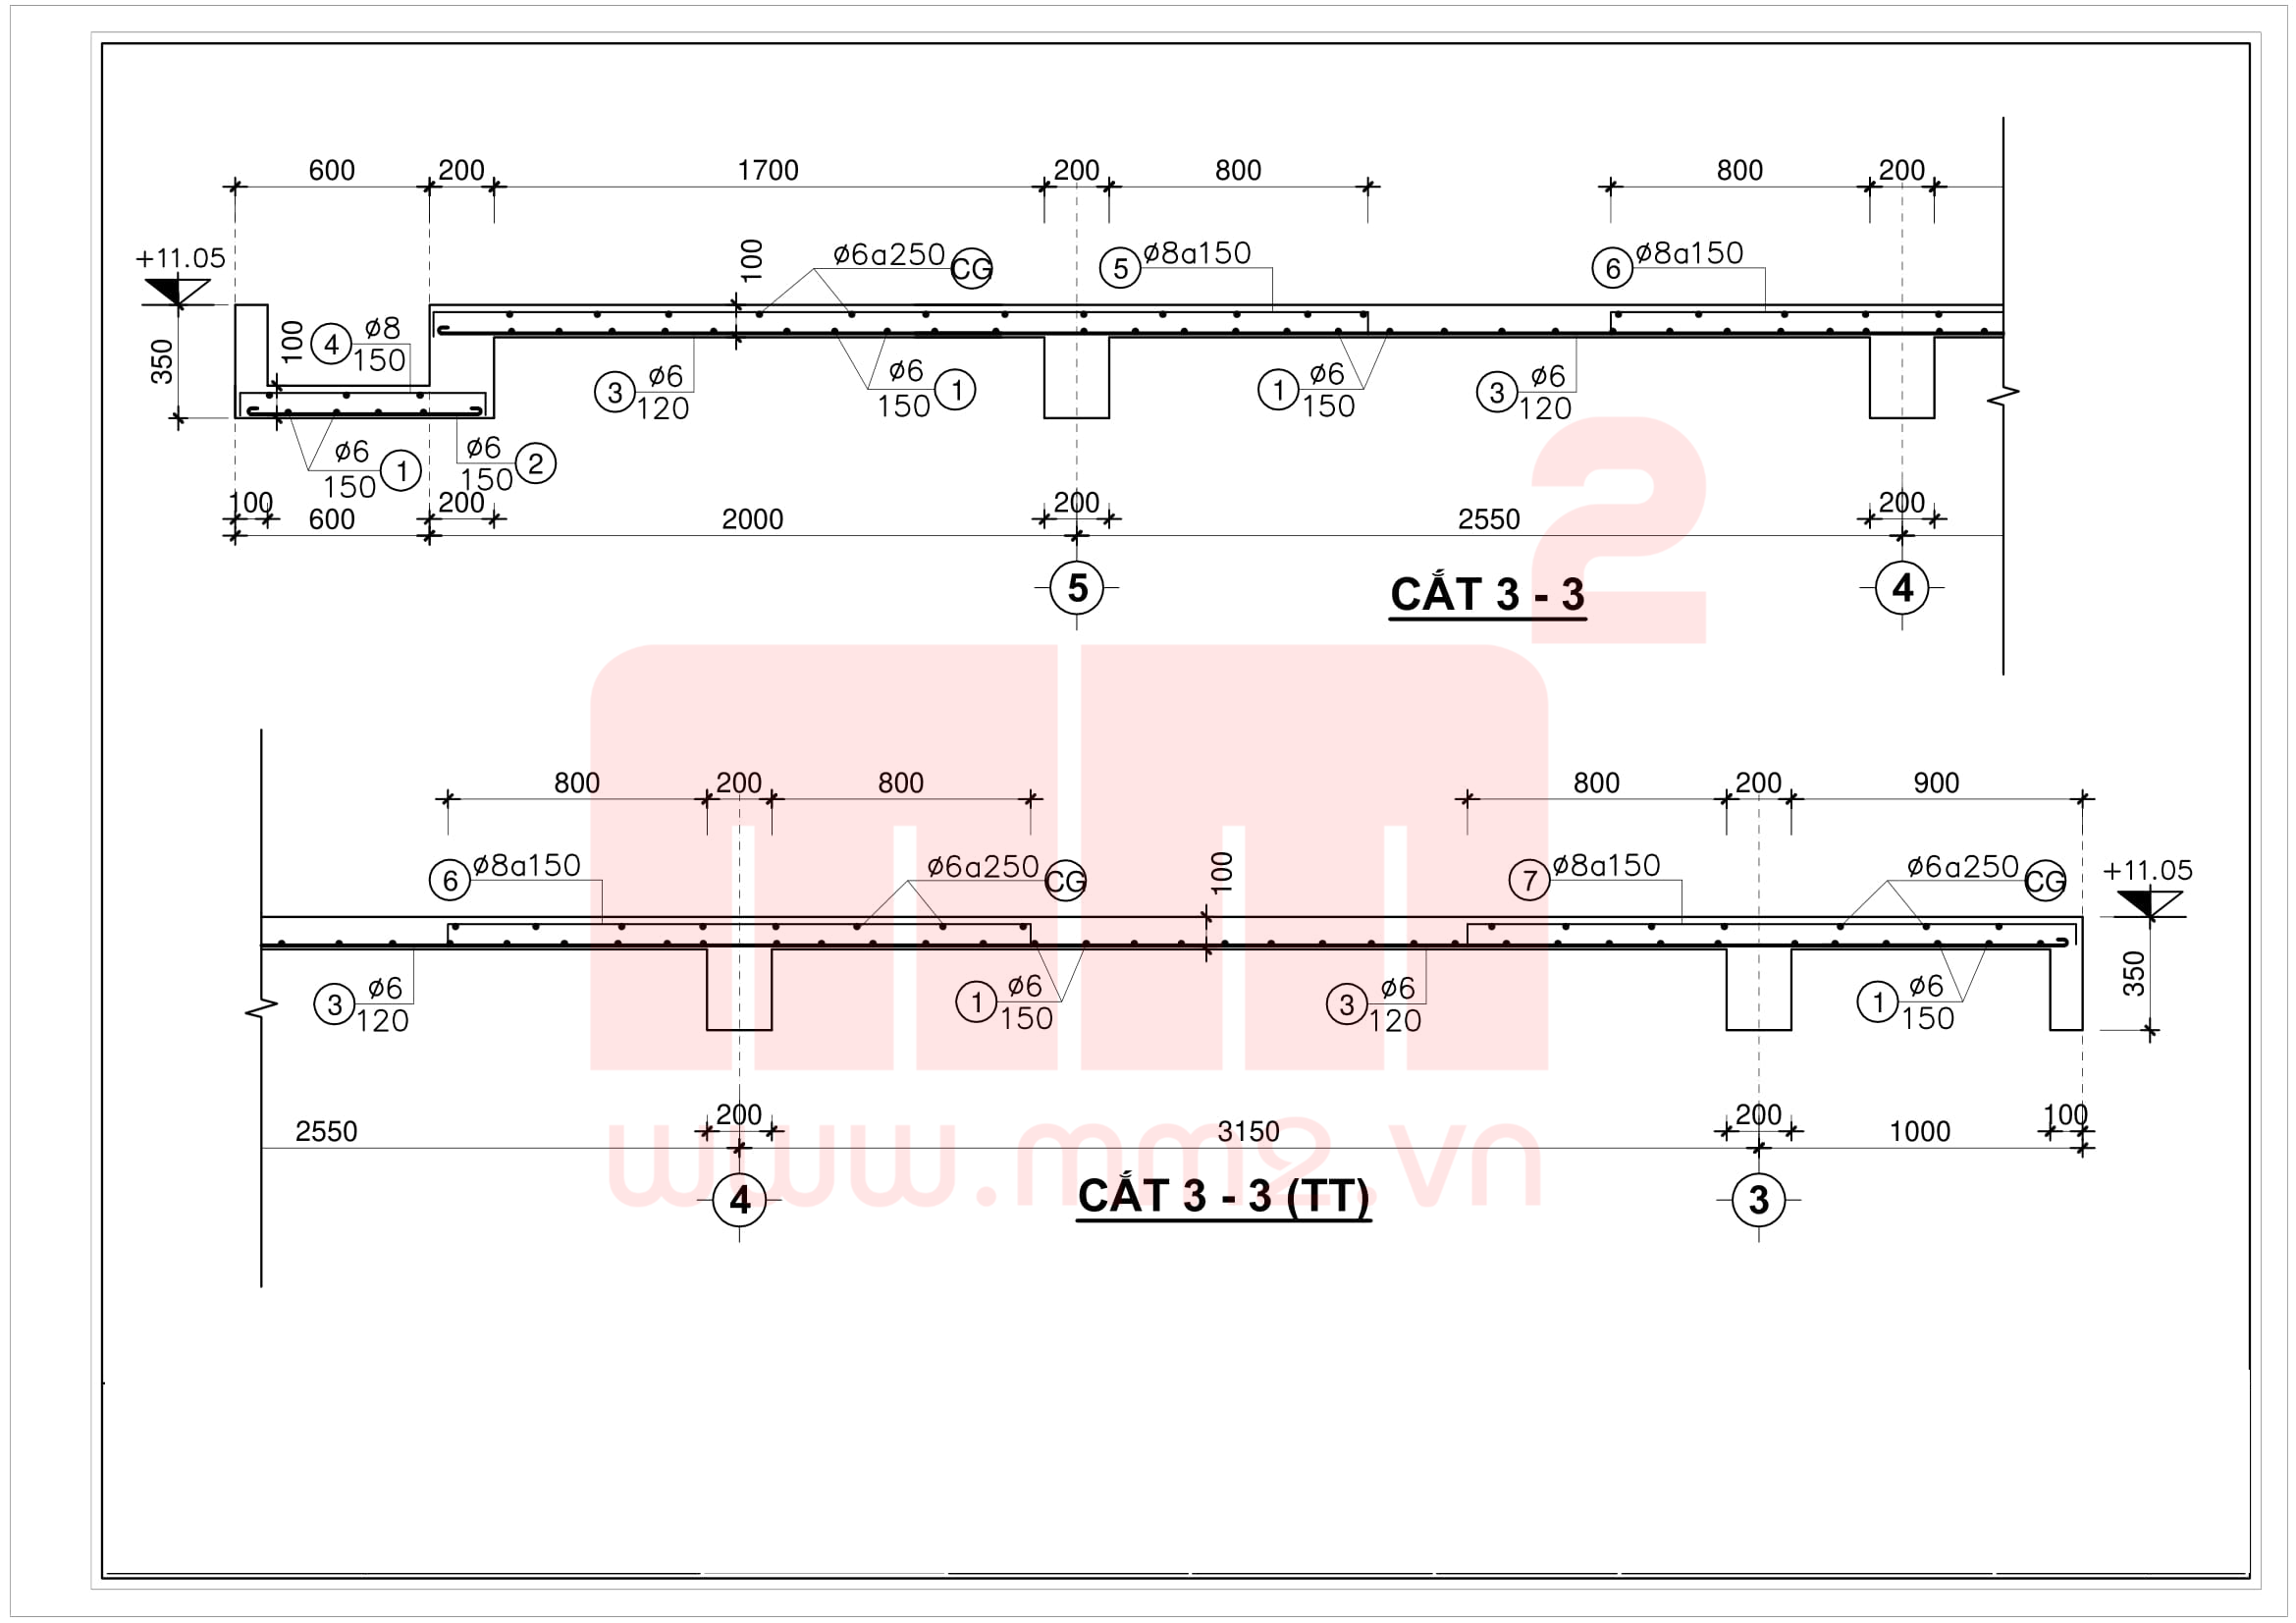 600 200 1700 200 800 800 200
+11.05 100 ø6a250 CG 5 ø8a150 6 ø8a150
350 100 4 ø8
150
3 ø6
120
ø6 1
150
1 ø6
150
3 ø6
120
ø6 1
150
ø6 2
150
100 200 200 200
600 2000 2550
5 4
CẮT 3 - 3
2
800 200 800 800 200 900
6 ø8a150 ø6a250 CG 100 7 ø8a150 ø6a250 CG +11.05
350
3 ø6
120
1 ø6
150
3 ø6
120
1 ø6
150
200 200 100
2550 3150 1000
www.mm2.vn
4 3
CẮT 3 - 3 (TT)